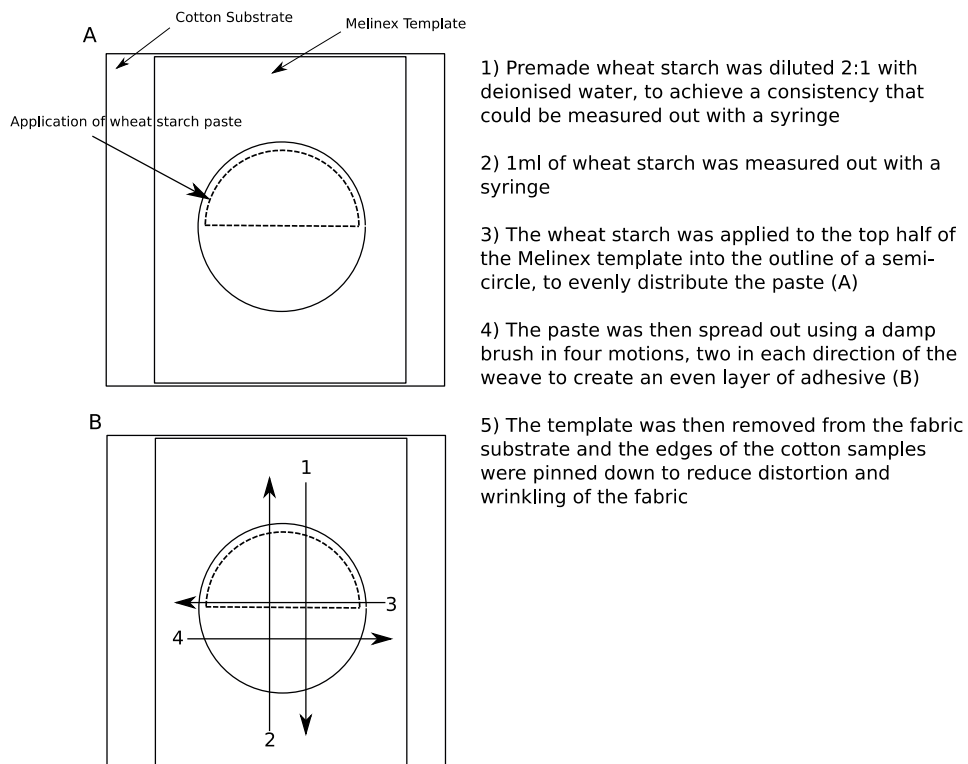 A
Cotton Substrate
Melinex Template
Application of wheat starch paste
1) Premade wheat starch was diluted 2:1 with
deionised water, to achieve a consistency that
could be measured out with a syringe
2) 1ml of wheat starch was measured out with a
syringe
3) The wheat starch was applied to the top half of
the Melinex template into the outline of a semi-
circle, to evenly distribute the paste (A)
4) The paste was then spread out using a damp
brush in four motions, two in each direction of the
weave to create an even layer of adhesive (B)
5) The template was then removed from the fabric
substrate and the edges of the cotton samples
were pinned down to reduce distortion and
wrinkling of the fabric
B
1
3
4
2